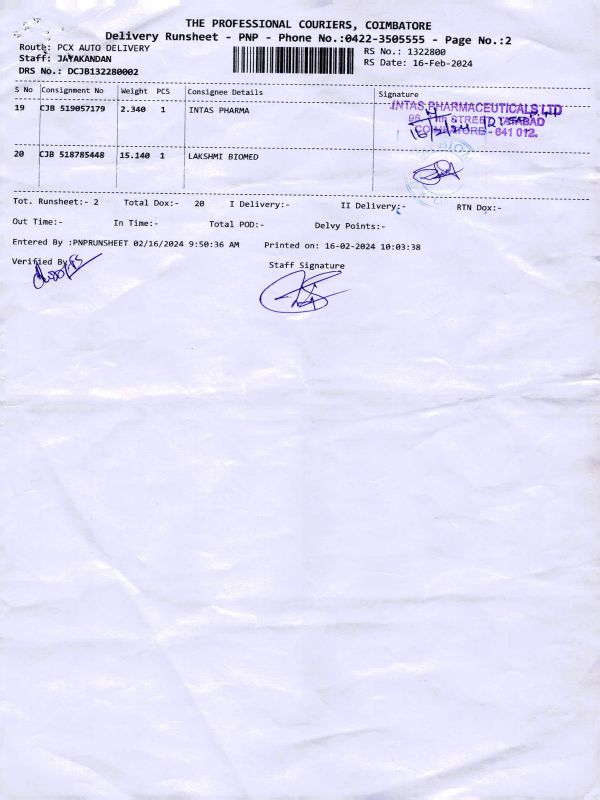 THE PROFESSIONAL COURIERS, COIMBATORE
Delivery Runsheet - PNP - Phone No.:0422-3505555 - Page No.:2
Route: PCX AUTO DELIVERY
RS No.: 1322800
Staff: JAYAKANDAN
RS Date: 16-Feb-2024
DRS No.: DCJB132280002
S No Consignment No Weight PCS Consignee Details Signature
19 CJB 519057179 2.340 1 INTAS PHARMA
INTAS PHARMACEUTICALS LTD
STREET, TATABAD
COIMBATORE - 641 012.
16/2/24
20 CJB 518785448 15.140 1 LAKSHMI BIOMED
Tot. Runsheet:- 2 Total Dox:- 20 I Delivery:- II Delivery:- RTN Dox:-
Out Time:- In Time:- Total POD:- Delvy Points:-
Entered By :PNPRUNSHEET 02/16/2024 9:50:36 AM Printed on: 16-02-2024 10:03:38
Verified By
Staff Signature